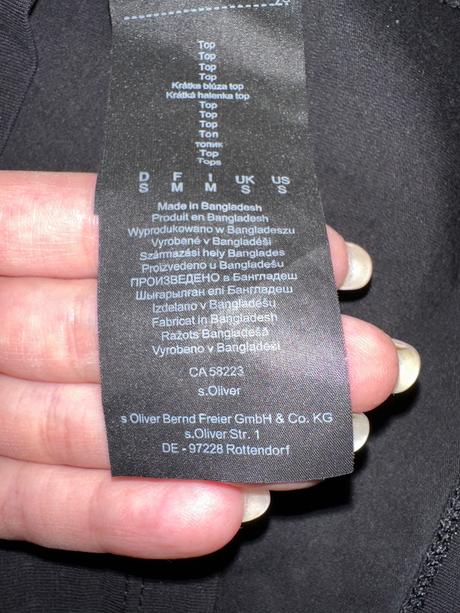 Top
Top
Top
Top
Krátka blúza top
Krátká halenka top
Top
Top
Top
Топ
топик
Top
Tops
D F I UK US
S M M S S
Made in Bangladesh
Produit en Bangladesh
Wyprodukowano w Bangladeszu
Vyrobené v Bangladéši
Származási hely Banglades
Proizvedeno u Bangladešu
ПРОИЗВЕДЕНО в Бангладеш
Шығарылған елі Бангладеш
Izdelano v Bangladešu
Fabricat in Bangladesh
Ražots Bangladešā
Vyrobeno v Bangladéši
CA 58223
s.Oliver
s.Oliver Bernd Freier GmbH & Co. KG
s.Oliver Str. 1
DE - 97228 Rottendorf